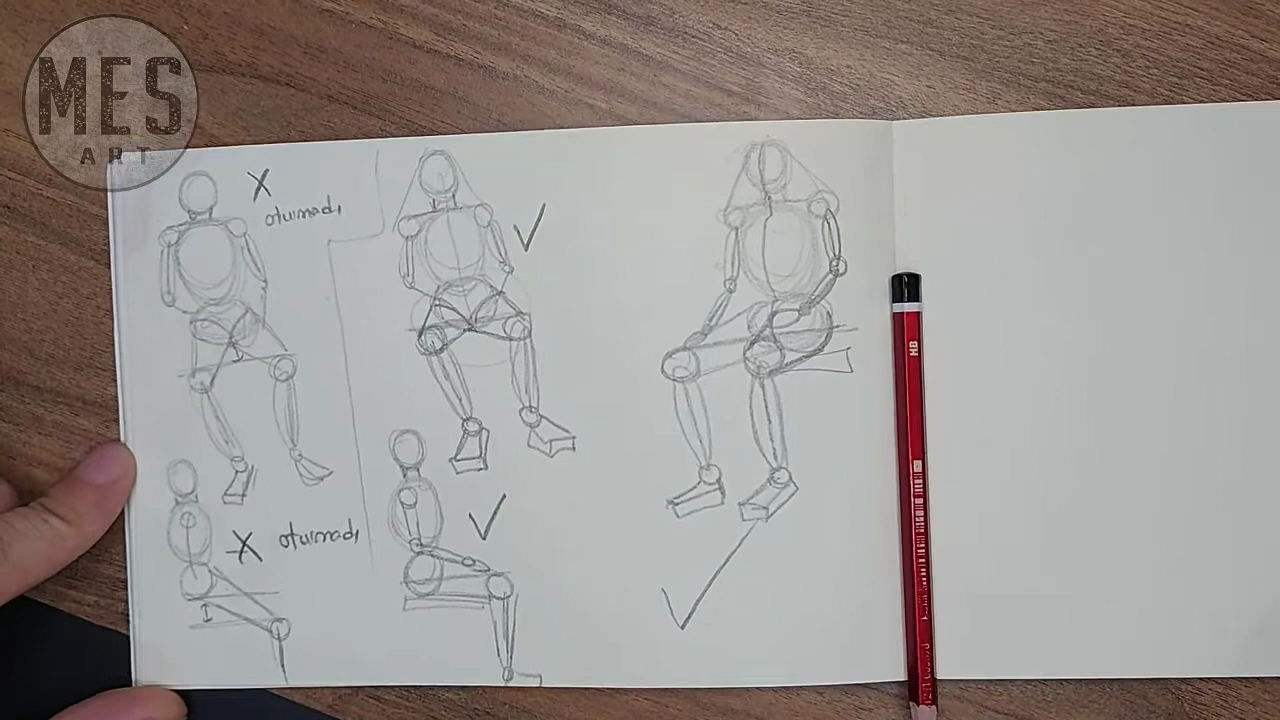 MES
ART
X
oturmadı
✓
X oturmadı
✓
✓
HB